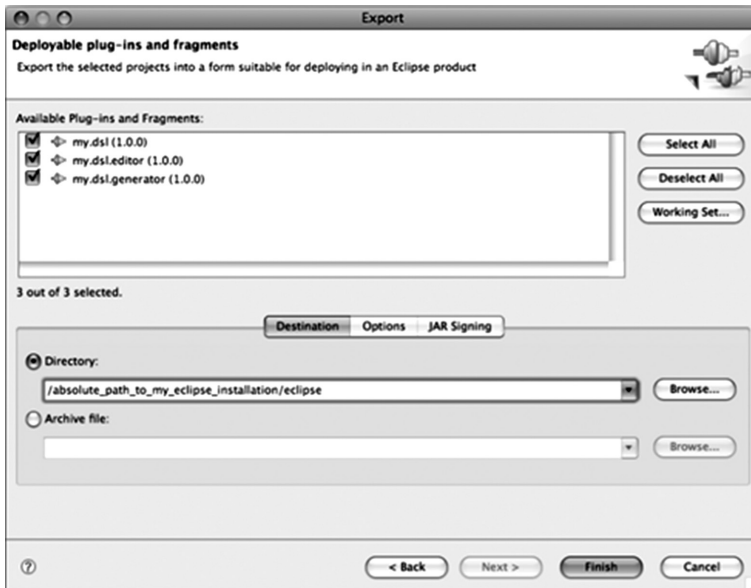 Export
Deployable plug-ins and fragments
Export the selected projects into a form suitable for deploying in an Eclipse product
Available Plug-ins and Fragments:
my.dsl (1.0.0)
my.dsl.editor (1.0.0)
my.dsl.generator (1.0.0)
Select All
Deselect All
Working Set...
3 out of 3 selected.
Destination Options JAR Signing
Directory:
/absolute_path_to_my_eclipse_installation/eclipse
Browse...
Archive file:
Browse...
? < Back Next > Finish Cancel